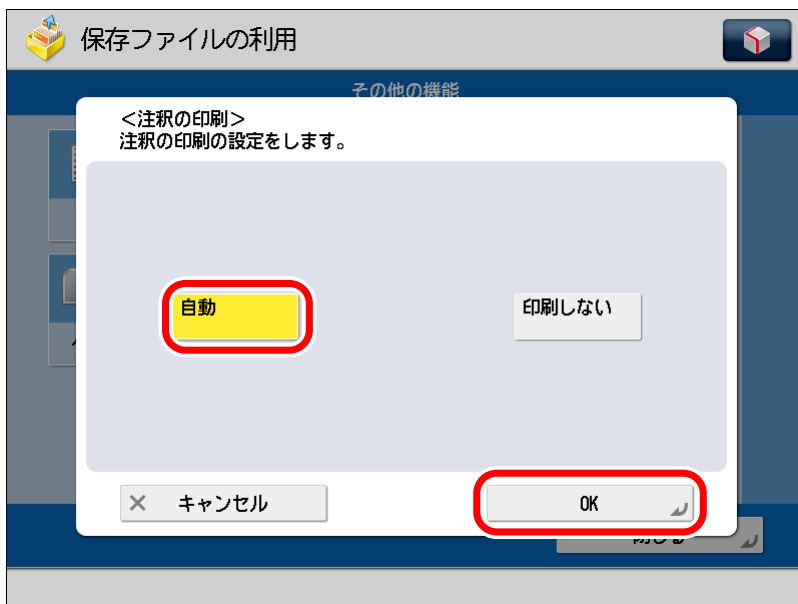 保存ファイルの利用
その他の機能
＜注釈の印刷＞
注釈の印刷の設定をします。
自動
印刷しない
キャンセル
OK